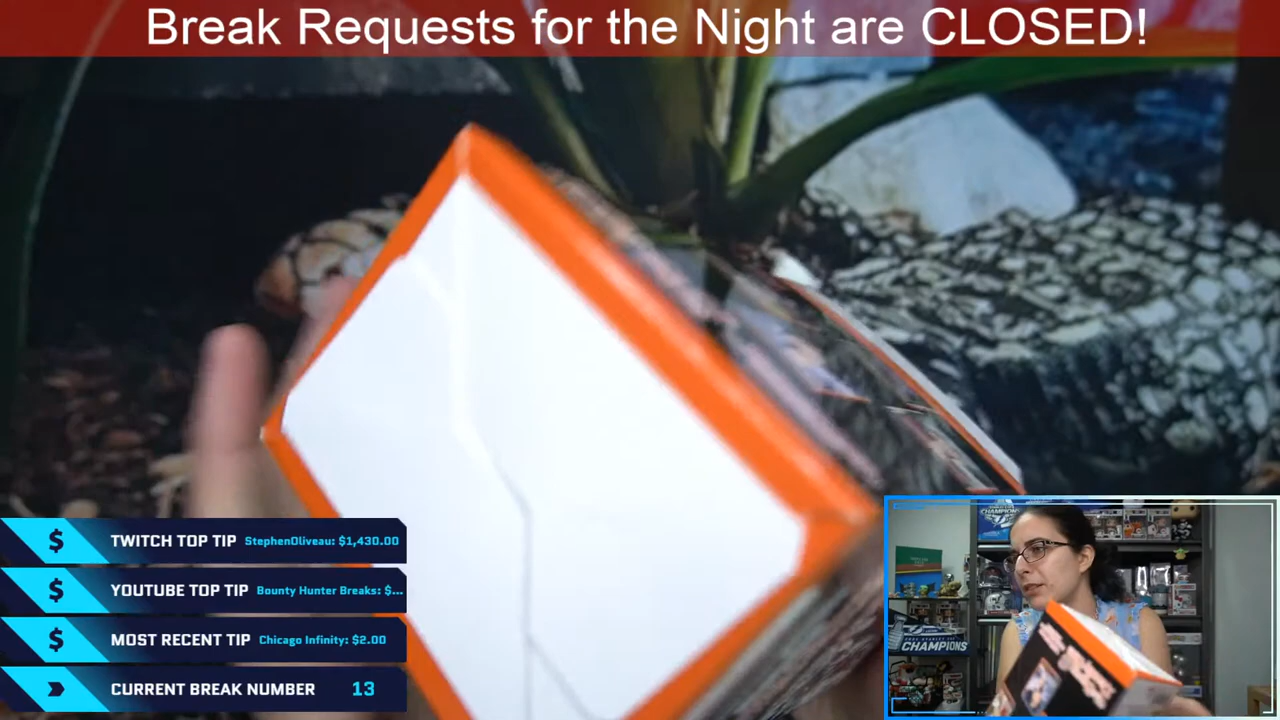 Break Requests for the Night are CLOSED!
$ TWITCH TOP TIP StephenOliveau: $1,430.00
$ YOUTUBE TOP TIP Bounty Hunter Breaks: $...
$ MOST RECENT TIP Chicago Infinity: $2.00
CURRENT BREAK NUMBER 13
CHAMPIONS